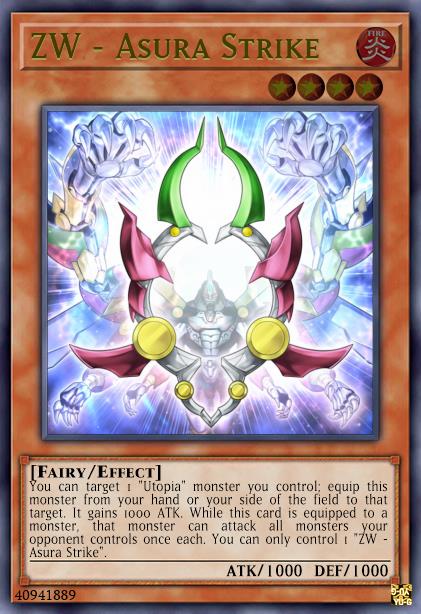 ZW - Asura Strike
FIRE
炎
[Fairy/Effect]
You can target 1 "Utopia" monster you control; equip this
monster from your hand or your side of the field to that
target. It gains 1000 ATK. While this card is equipped to a
monster, that monster can attack all monsters your
opponent controls once each. You can only control 1 "ZW -
Asura Strike".
ATK/1000 DEF/1000
40941889